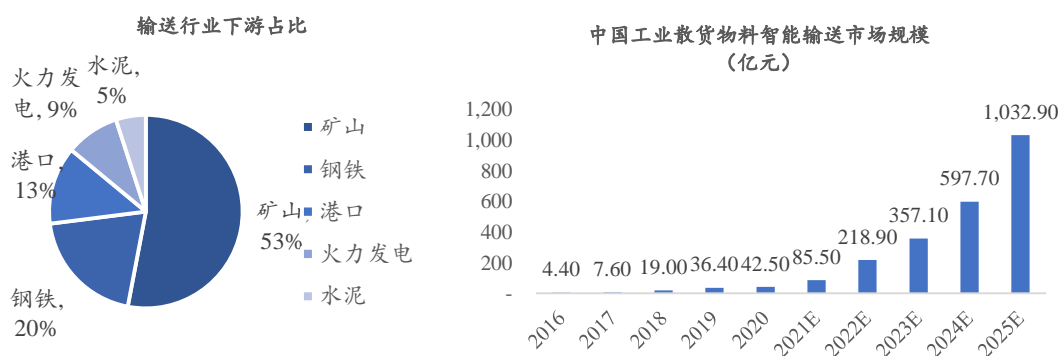 输送行业下游占比
水泥,
5%
火力发
电, 9%
港口,
13%
钢铁,
20%
矿山,
53%
矿山
钢铁
港口
火力发电
水泥
中国工业散货物料智能输送市场规模
（亿元）
1,200
1,000
800
600
400
200
-
4.40
7.60
19.00
36.40
42.50
85.50
218.90
357.10
597.70
1,032.90
2016
2017
2018
2019
2020
2021E
2022E
2023E
2024E
2025E